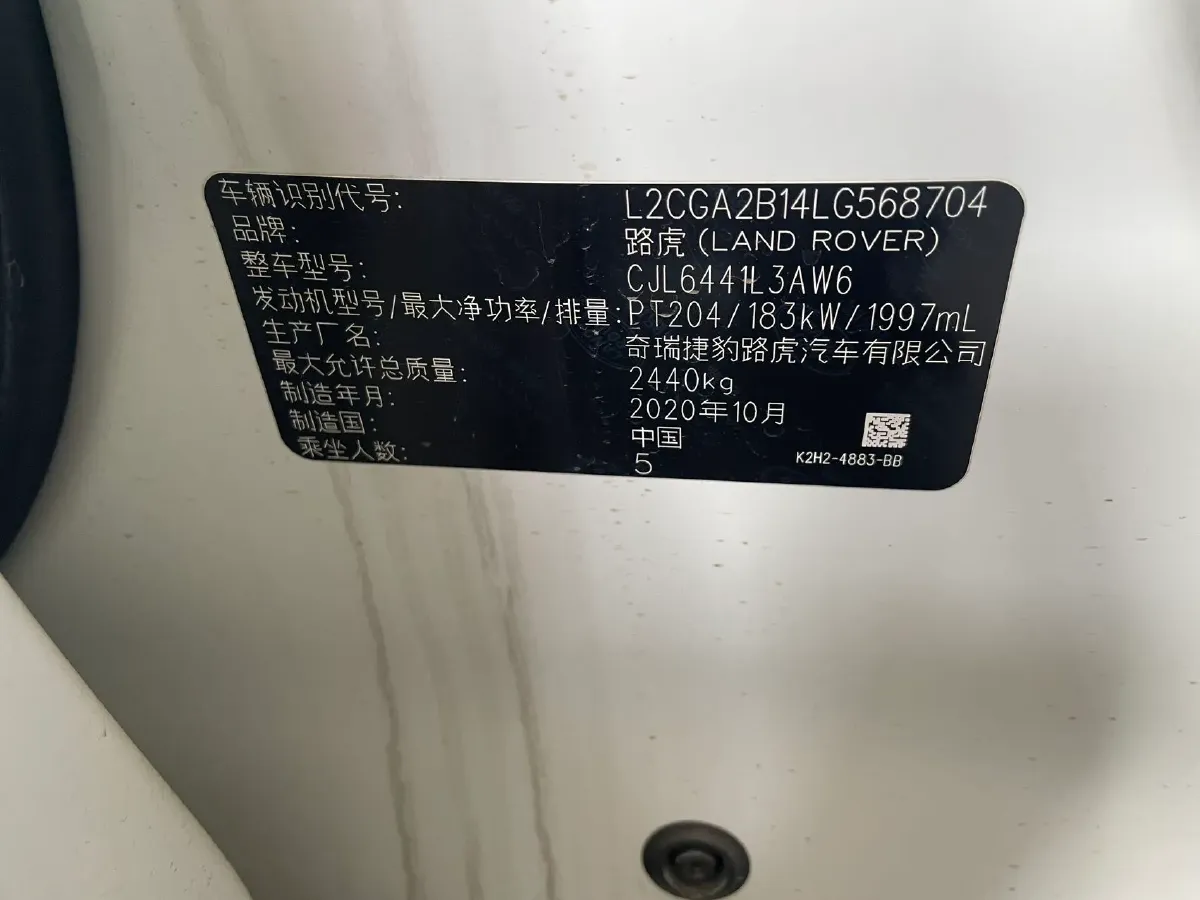 车辆识别代号: L2CGA2B14LG568704
品牌: 路虎 (LAND ROVER)
整车型号: CJL6441L3AW6
发动机型号/最大净功率/排量: PT204/183kW/1997mL
生产厂名: 奇瑞捷豹路虎汽车有限公司
最大允许总质量: 2440kg
制造年月: 2020年10月
制造国: 中国
乘坐人数: 5
K2H2-4883-BB